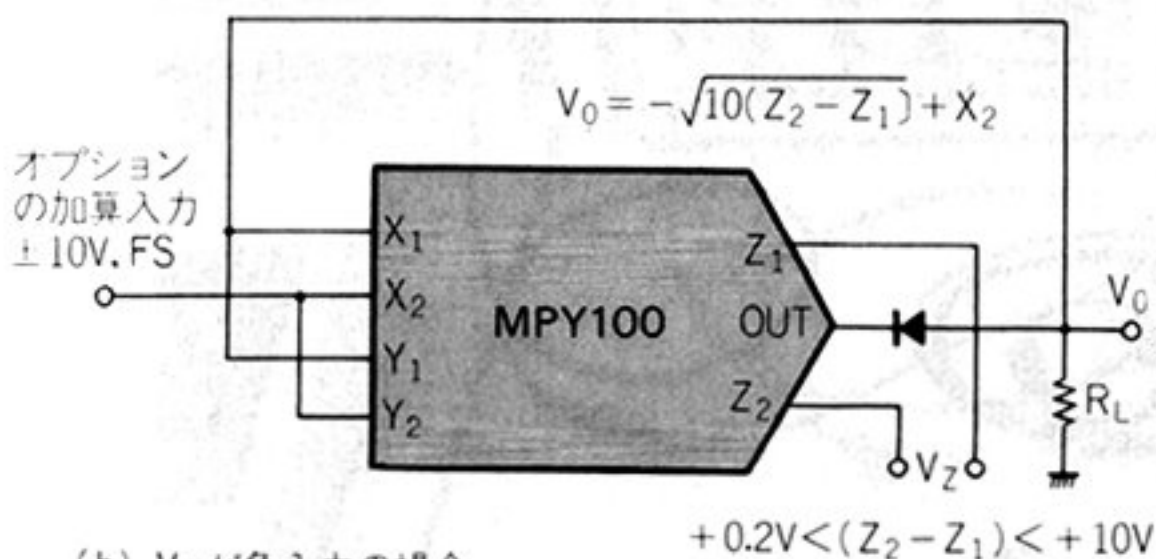 V₀ = −√10(Z₂ − Z₁) + X₂
オプション
の加算入力
±10V. FS
X₁
X₂
Y₁
Y₂
MPY100
Z₁
OUT
Z₂
V₀
R_L
V_Z
+0.2V<(Z₂−Z₁)<+10V